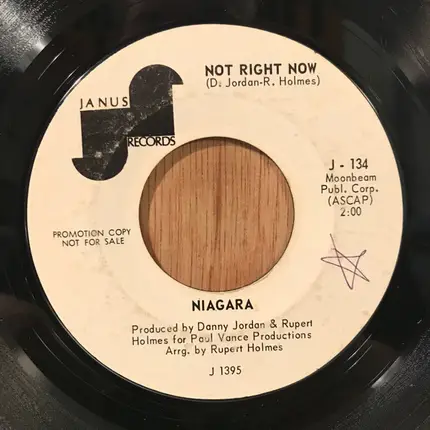 NOT RIGHT NOW
(D. Jordan-R. Holmes)
JANUS
RECORDS
J - 134
Moonbeam
Publ. Corp.
(ASCAP)
2:00
PROMOTION COPY
NOT FOR SALE
NIAGARA
Produced by Danny Jordan & Rupert
Holmes for Paul Vance Productions
Arrg. by Rupert Holmes
J 1395